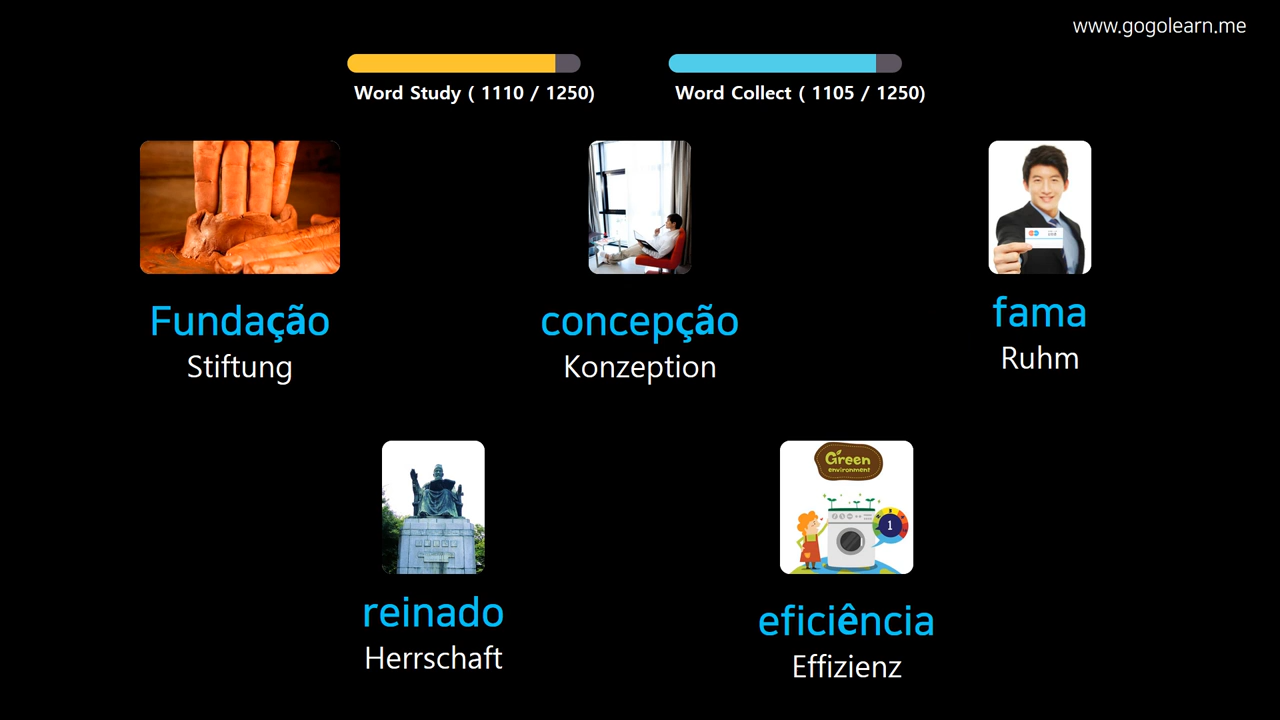 www.gogolearn.me
Word Study ( 1110 / 1250)
Word Collect ( 1105 / 1250)
Fundação
Stiftung
concepção
Konzeption
fama
Ruhm
Green
environment
1
reinado
Herrschaft
eficiência
Effizienz